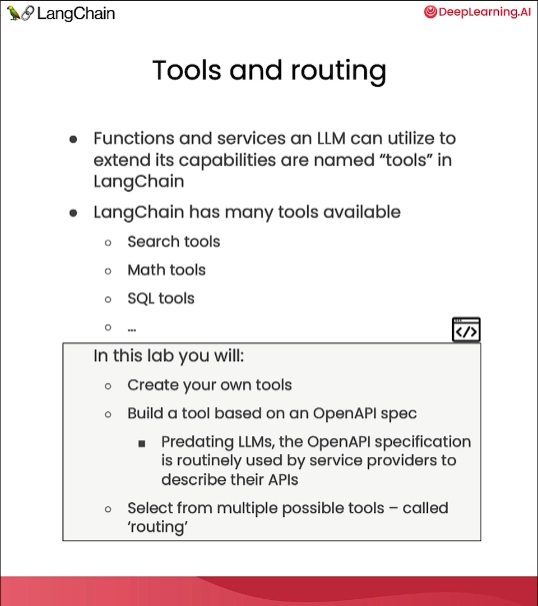 LangChain
DeepLearning.AI
Tools and routing
● Functions and services an LLM can utilize to
extend its capabilities are named “tools” in
LangChain
● LangChain has many tools available
○ Search tools
○ Math tools
○ SQL tools
○ ...
</>
In this lab you will:
○ Create your own tools
○ Build a tool based on an OpenAPI spec
■ Predating LLMs, the OpenAPI specification
is routinely used by service providers to
describe their APIs
○ Select from multiple possible tools – called
‘routing’